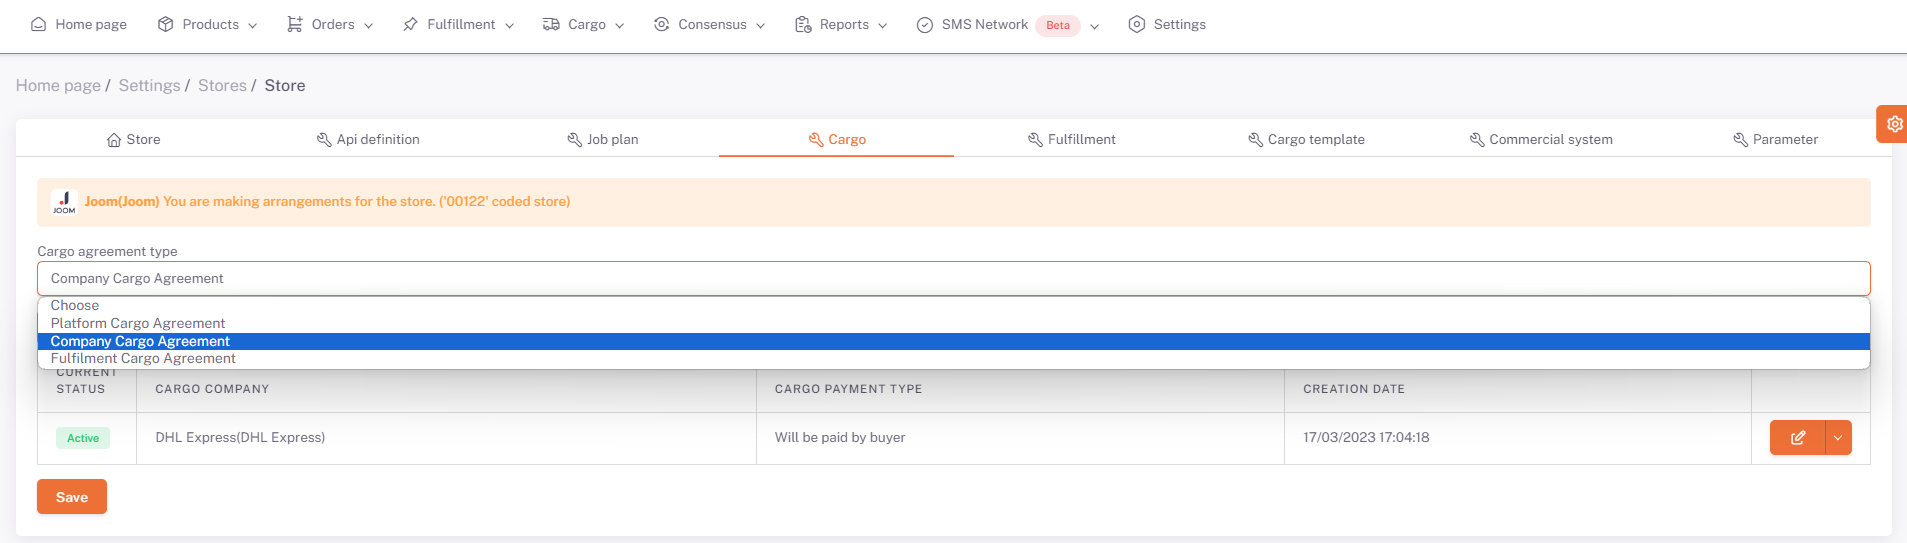 Home page Products Orders Fulfillment Cargo Consensus Reports SMS Network Beta Settings
Home page / Settings / Stores / Store
Store Api definition Job plan Cargo Fulfillment Cargo template Commercial system Parameter
JOOM Joom(Joom) You are making arrangements for the store. ('00122' coded store)
Cargo agreement type
Company Cargo Agreement
Choose
Platform Cargo Agreement
Company Cargo Agreement
Fulfilment Cargo Agreement
CURRENT
STATUS CARGO COMPANY CARGO PAYMENT TYPE CREATION DATE
Active DHL Express(DHL Express) Will be paid by buyer 17/03/2023 17:04:18
Save